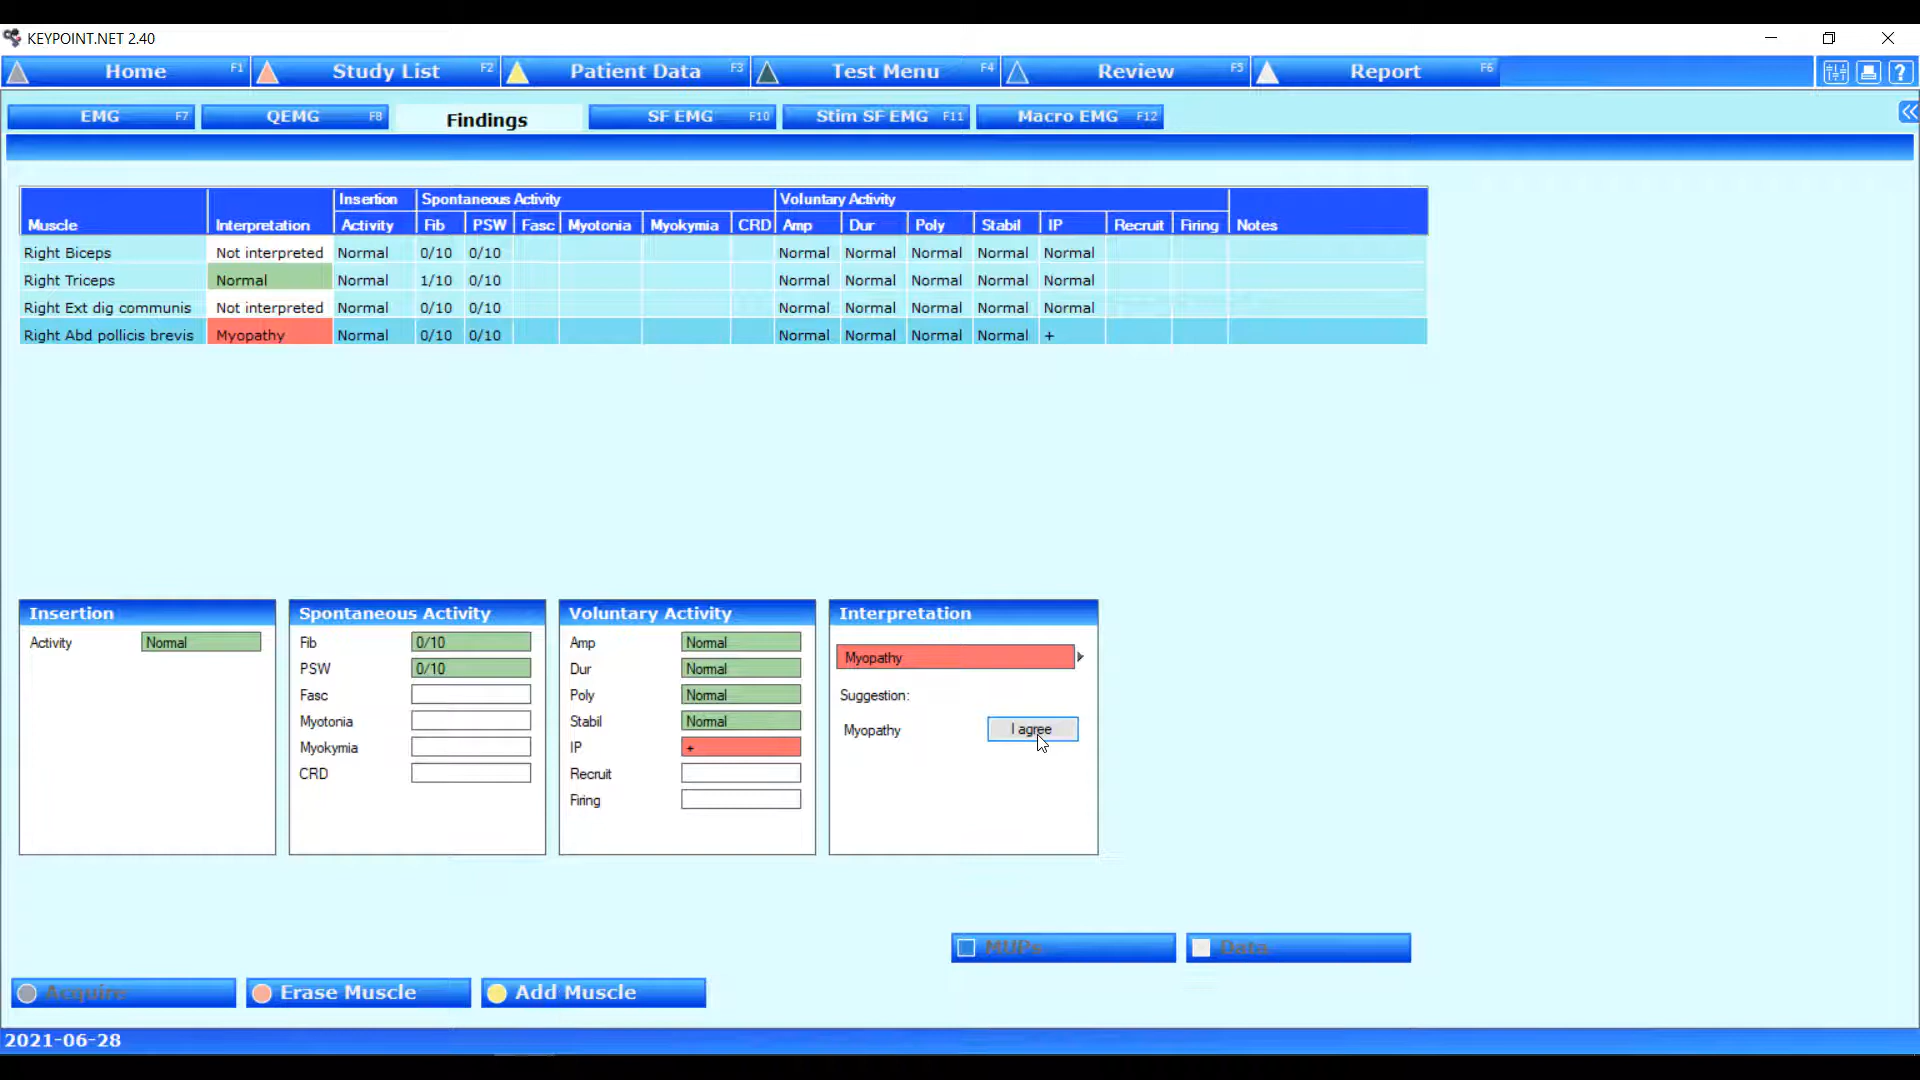 KEYPOINT.NET 2.40
Home F1 Study List F2 Patient Data F3 Test Menu F4 Review F5 Report F6 ?
EMG F7 QEMG F8 Findings SF EMG F10 Stim SF EMG F11 Macro EMG F12
Insertion Spontaneous Activity Voluntary Activity
Muscle Interpretation Activity Fib PSW Fasc Myotonia Myokymia CRD Amp Dur Poly Stabil IP Recruit Firing Notes
Right Biceps Not interpreted Normal 0/10 0/10 Normal Normal Normal Normal Normal
Right Triceps Normal Normal 1/10 0/10 Normal Normal Normal Normal Normal
Right Ext dig communis Not interpreted Normal 0/10 0/10 Normal Normal Normal Normal Normal
Right Abd pollicis brevis Myopathy Normal 0/10 0/10 Normal Normal Normal Normal +
Insertion
Activity Normal
Spontaneous Activity
Fib 0/10
PSW 0/10
Fasc
Myotonia
Myokymia
CRD
Voluntary Activity
Amp Normal
Dur Normal
Poly Normal
Stabil Normal
IP +
Recruit
Firing
Interpretation
Myopathy
Suggestion:
Myopathy I agree
MUPs Data
Acquire Erase Muscle Add Muscle
2021-06-28